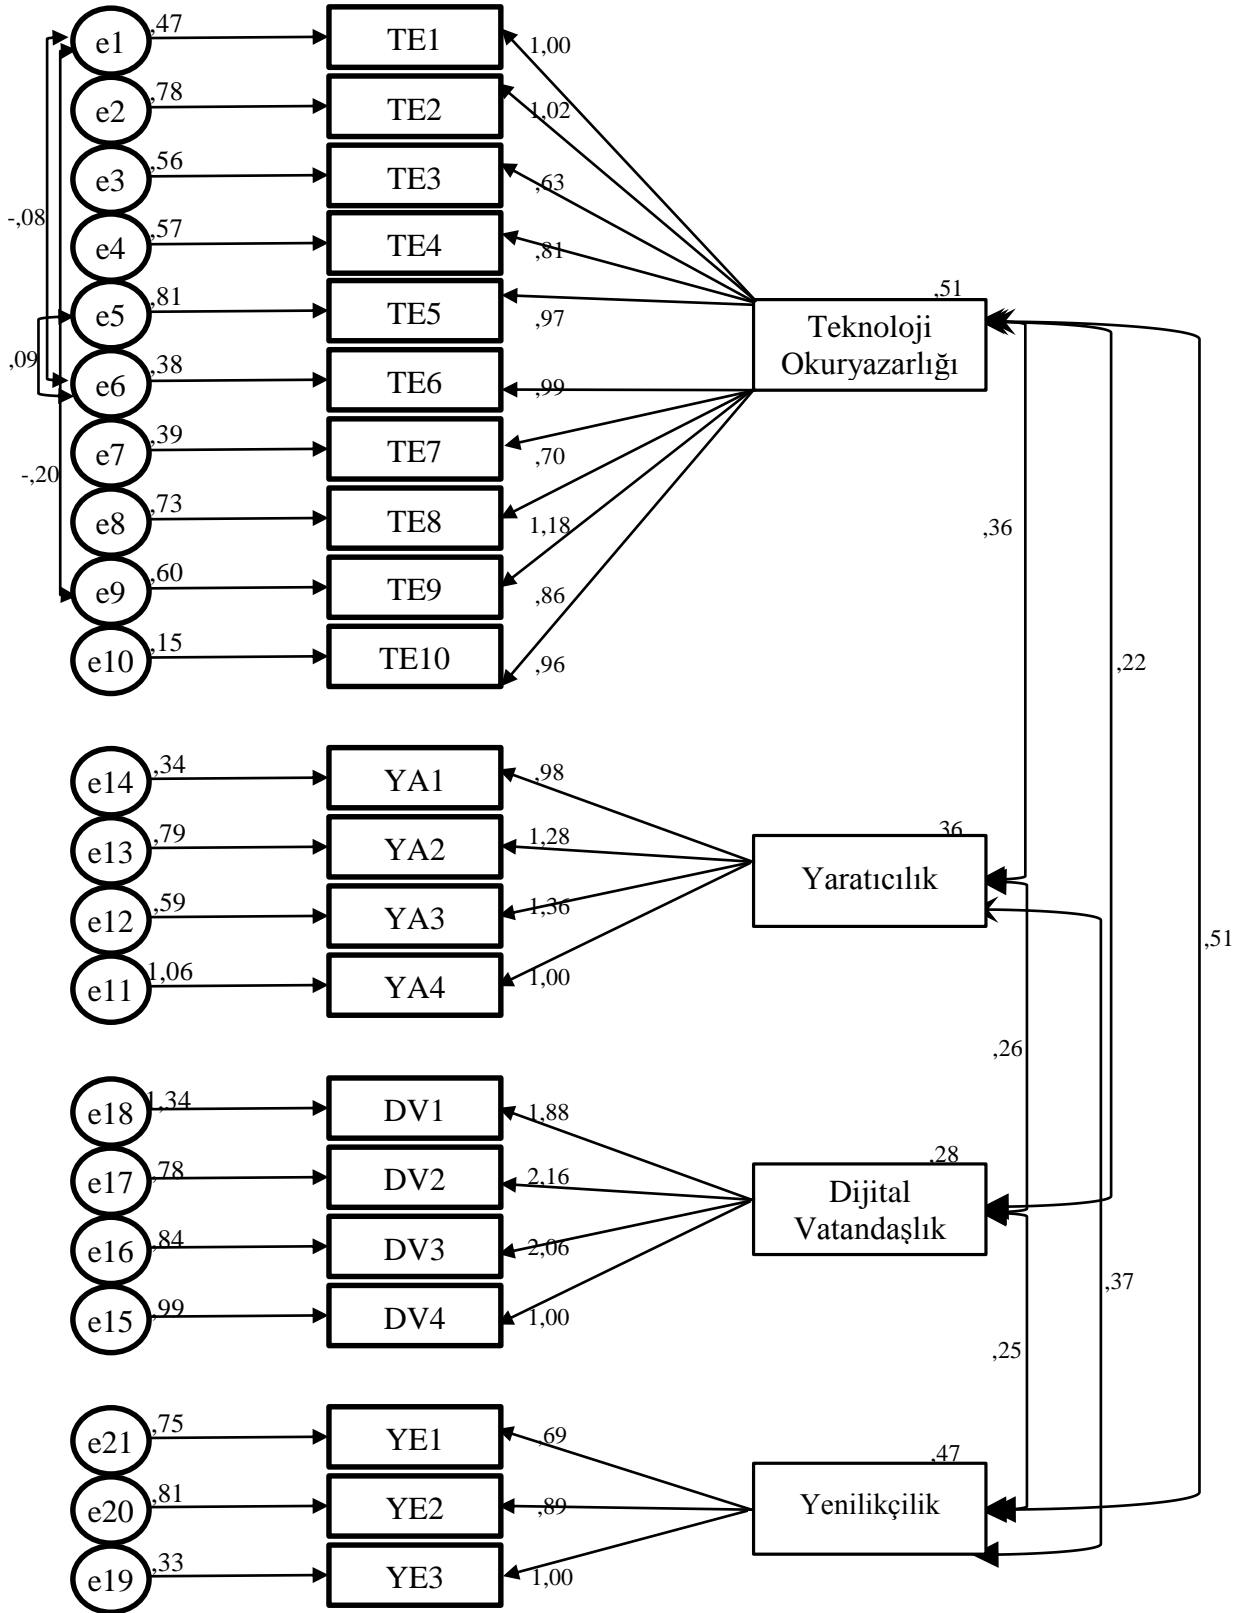 e1 ,47 TE1 1,00
e2 ,78 TE2 1,02
e3 ,56 TE3 ,63
-,08
e4 ,57 TE4 ,81
,51
e5 ,81 TE5 ,97
Teknoloji
Okuryazarlığı
,09
e6 ,38 TE6 ,99
e7 ,39 TE7 ,70
-,20
e8 ,73 TE8 1,18
,36
e9 ,60 TE9 ,86
e10 ,15 TE10 ,96
,22
e14 ,34 YA1 ,98
e13 ,79 YA2 1,28
,36
Yaratıcılık
e12 ,59 YA3 1,36
,51
e11 1,06 YA4 1,00
,26
e18 1,34 DV1 1,88
e17 ,78 DV2 2,16
,28
Dijital
Vatandaşlık
e16 ,84 DV3 2,06
,37
e15 ,99 DV4 1,00
,25
e21 ,75 YE1 ,69
,47
e20 ,81 YE2 ,89
Yenilikçilik
e19 ,33 YE3 1,00